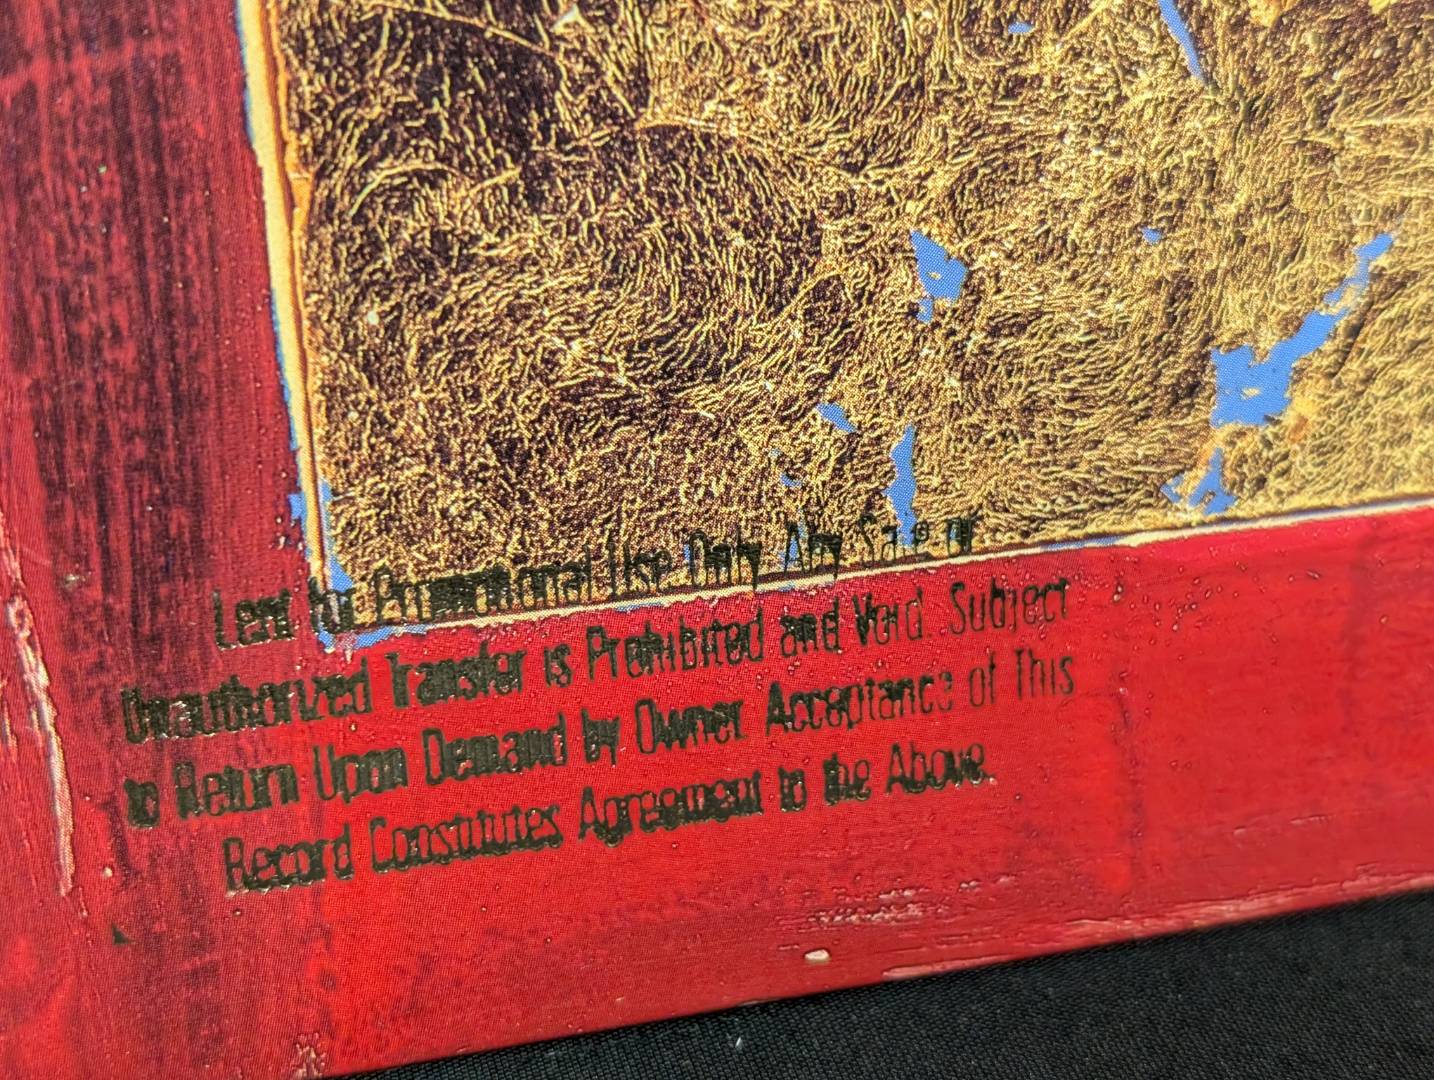 Lent for Promotional Use Only Any Sale or
Unauthorized Transfer is Prohibited and Void. Subject
to Return Upon Demand by Owner. Acceptance of This
Record Constitutes Agreement to the Above.